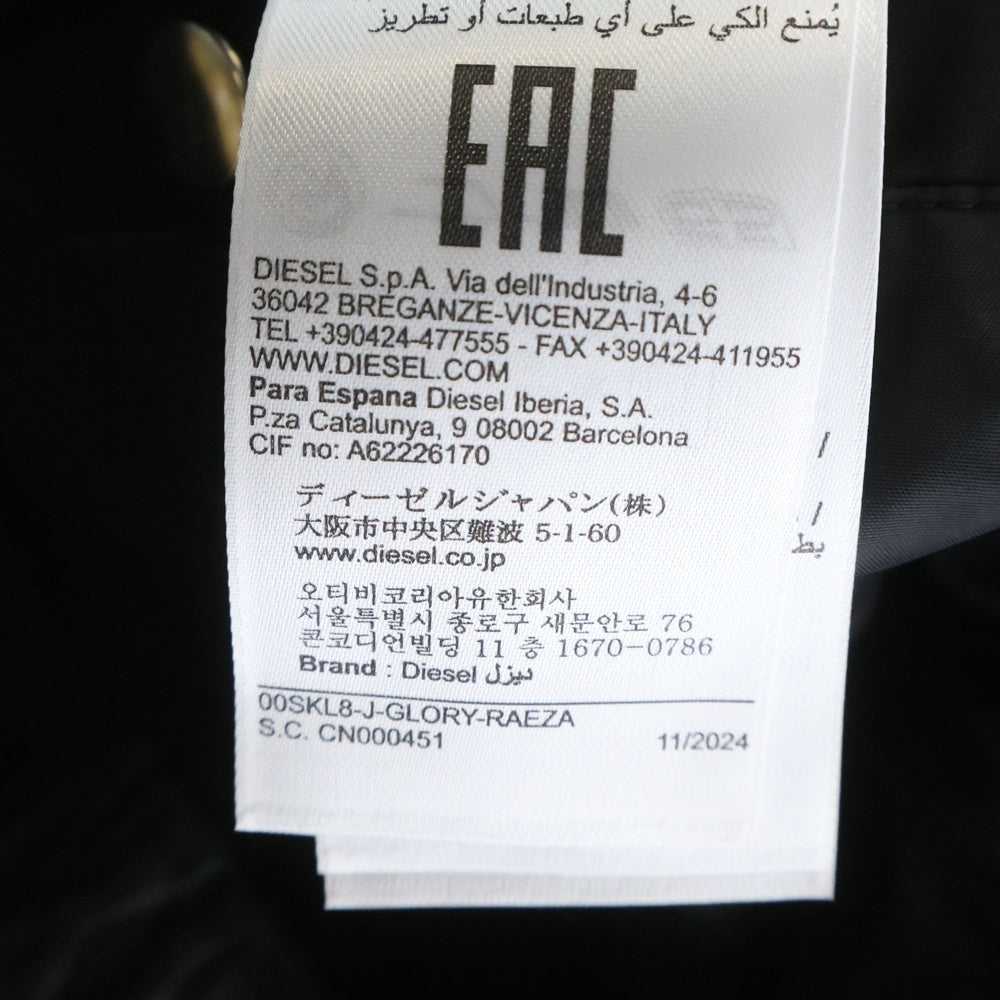 يُمنع الكي على أي طبعات أو تطريز
EAC
DIESEL S.p.A. Via dell'Industria, 4-6
36042 BREGANZE-VICENZA-ITALY
TEL +390424-477555 - FAX +390424-411955
WWW.DIESEL.COM
Para Espana Diesel Iberia, S.A.
P.za Catalunya, 9 08002 Barcelona
CIF no: A62226170
ディーゼルジャパン(株)
大阪市中央区難波 5-1-60
www.diesel.co.jp
오티비코리아유한회사
서울특별시 종로구 새문안로 76
콘코디언빌딩 11 층 1670-0786
Brand : Diesel ديزل
00SKL8-J-GLORY-RAEZA
S.C. CN000451 11/2024